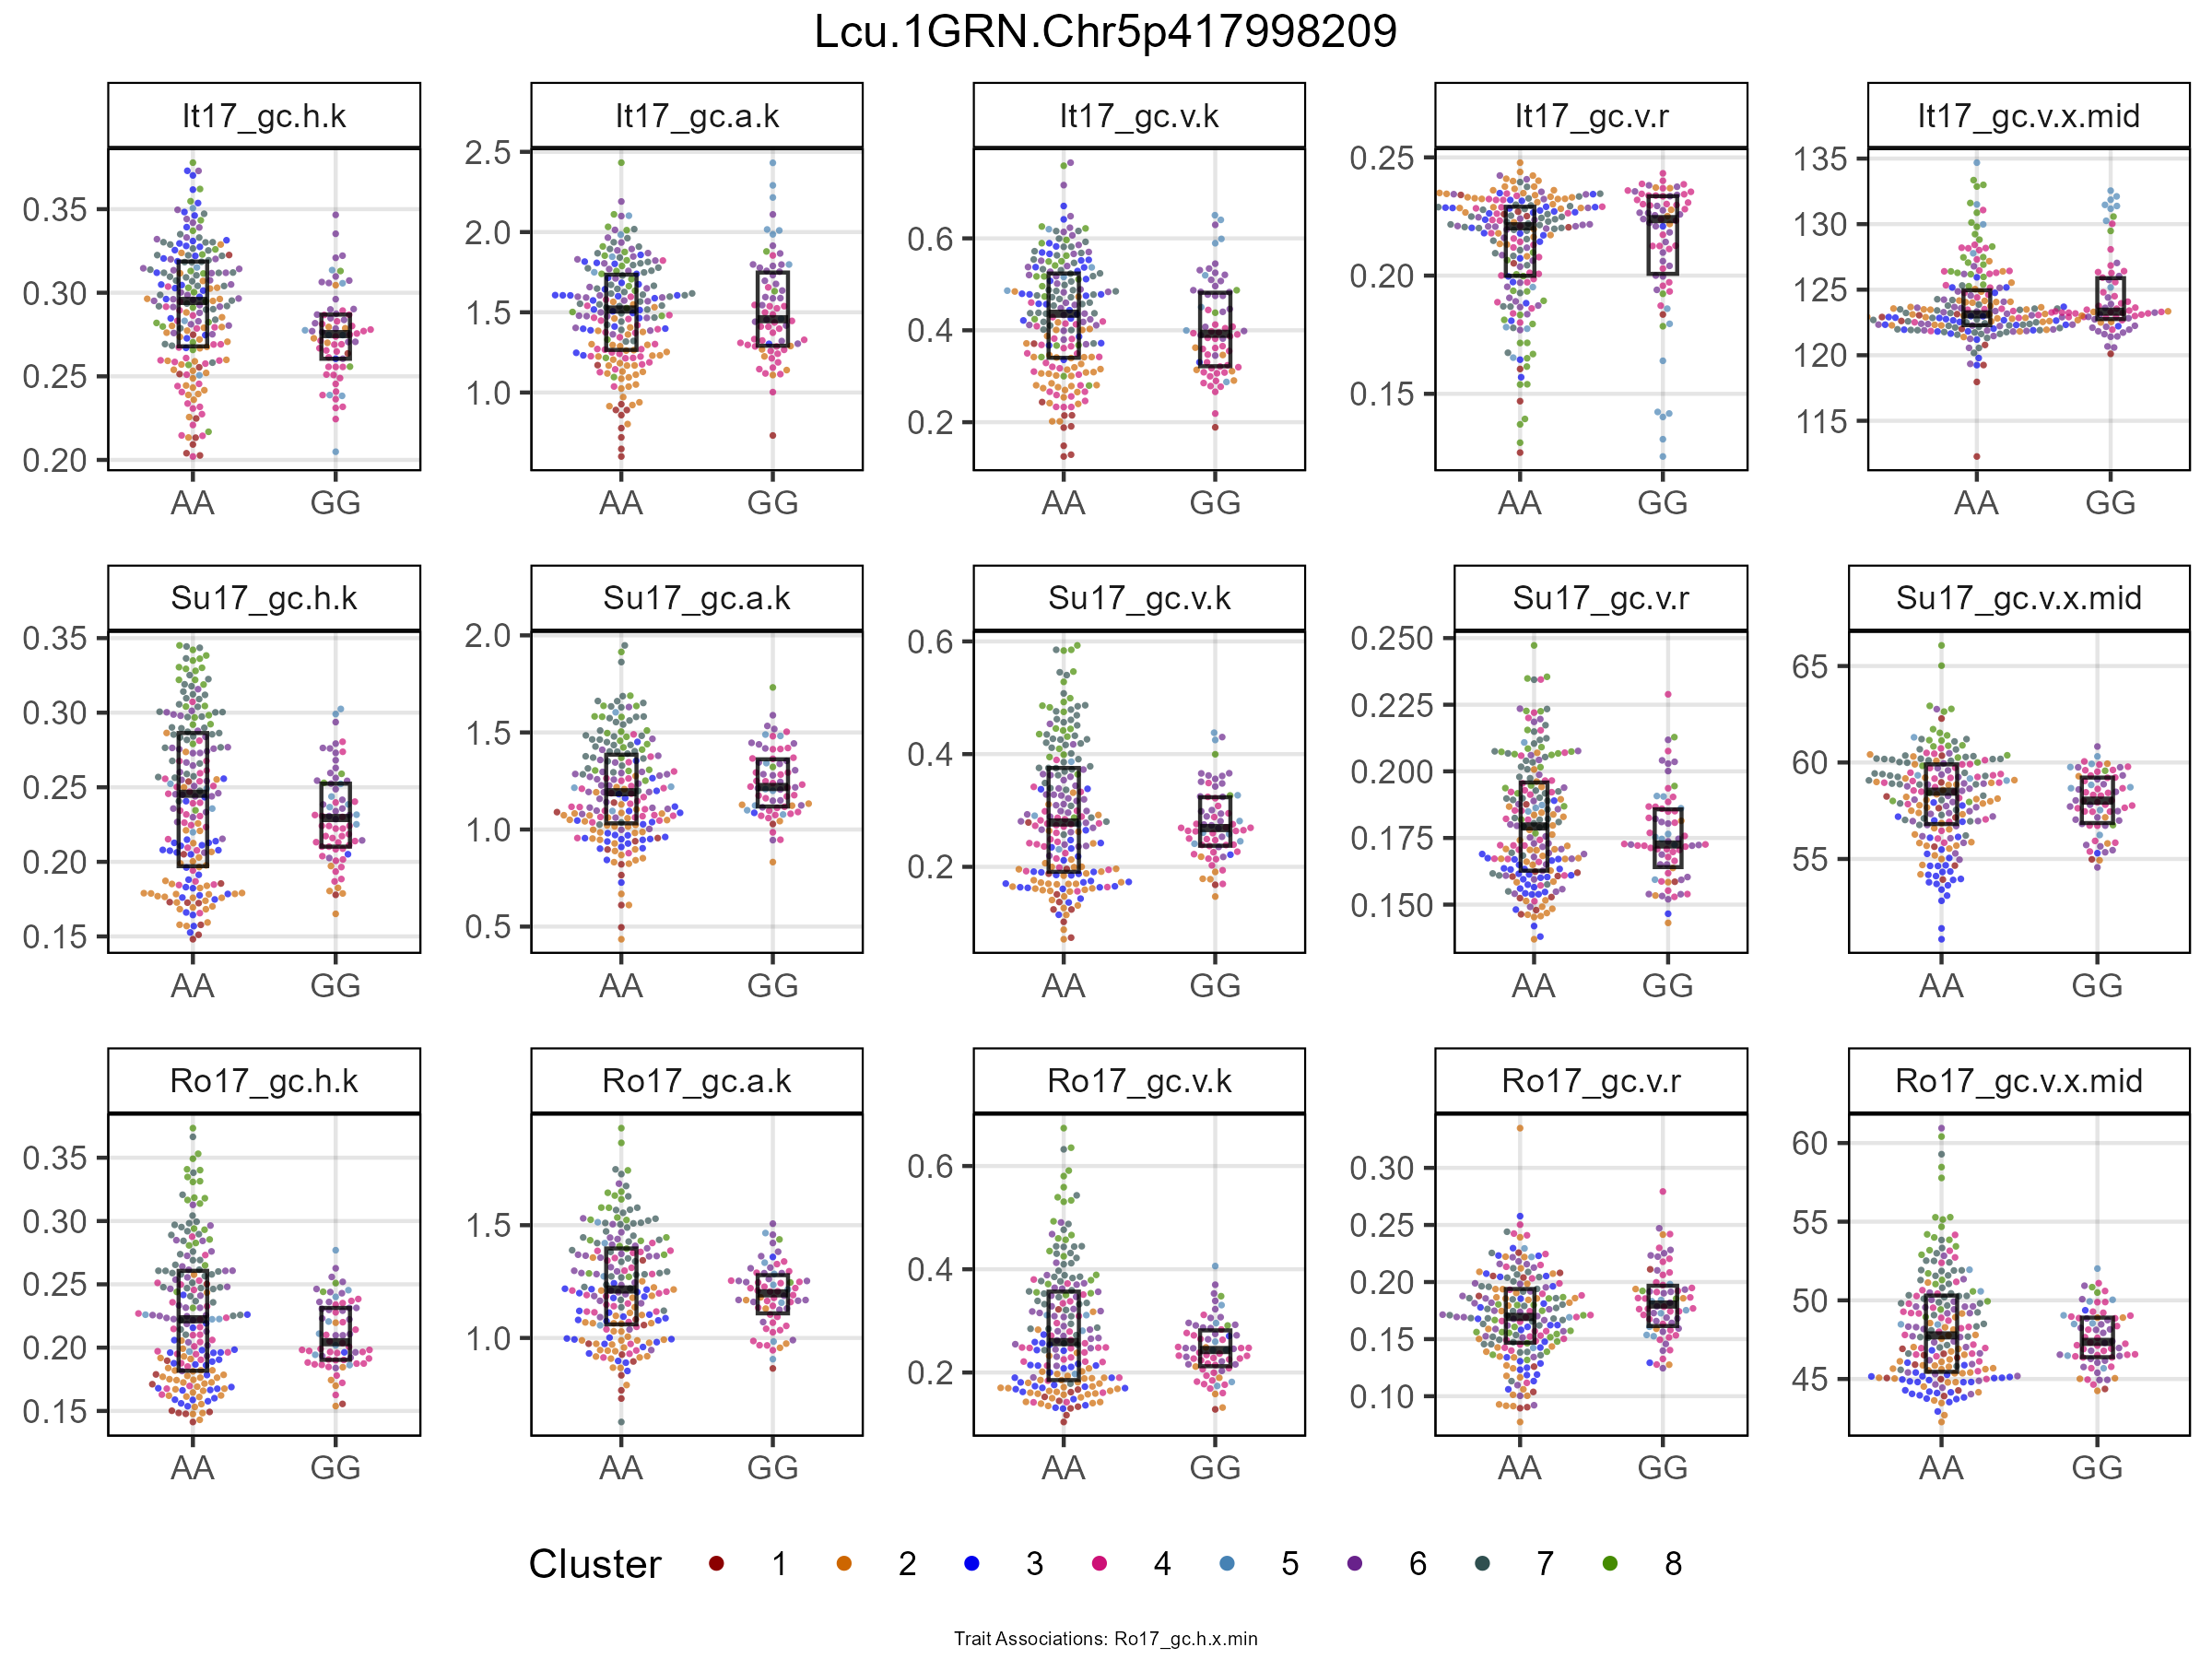 Lcu.1GRN.Chr5p417998209
It17_gc.h.k It17_gc.a.k It17_gc.v.k It17_gc.v.r It17_gc.v.x.mid
0.35 0.30 0.25 0.20
2.5 2.0 1.5 1.0
0.6 0.4 0.2
0.25 0.20 0.15
135 130 125 120 115
AA GG AA GG AA GG AA GG AA GG
Su17_gc.h.k Su17_gc.a.k Su17_gc.v.k Su17_gc.v.r Su17_gc.v.x.mid
0.35 0.30 0.25 0.20 0.15
2.0 1.5 1.0 0.5
0.6 0.4 0.2
0.250 0.225 0.200 0.175 0.150
65 60 55
AA GG AA GG AA GG AA GG AA GG
Ro17_gc.h.k Ro17_gc.a.k Ro17_gc.v.k Ro17_gc.v.r Ro17_gc.v.x.mid
0.35 0.30 0.25 0.20 0.15
1.5 1.0
0.6 0.4 0.2
0.30 0.25 0.20 0.15 0.10
60 55 50 45
AA GG AA GG AA GG AA GG AA GG
Cluster 1 2 3 4 5 6 7 8
Trait Associations: Ro17_gc.h.x.min